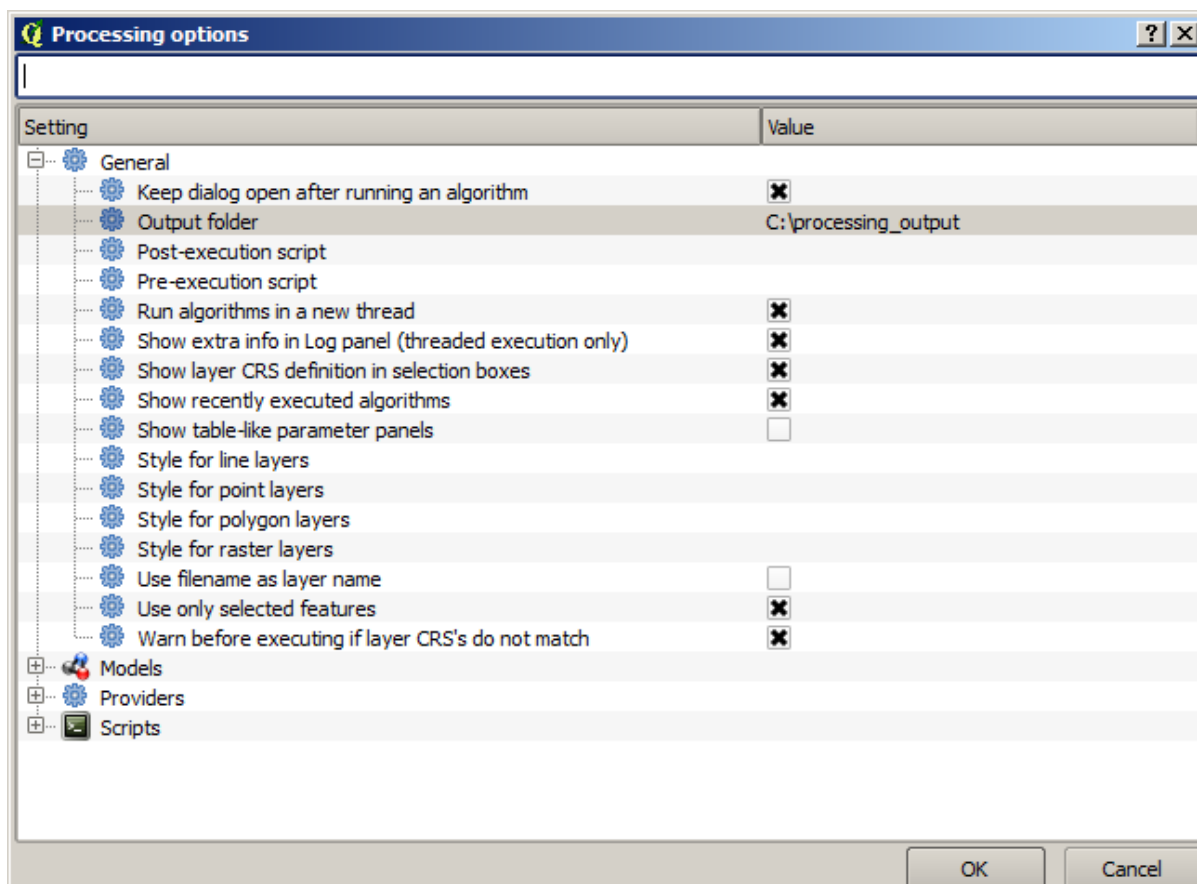 Processing options
Setting Value
General
Keep dialog open after running an algorithm
Output folder C:\processing_output
Post-execution script
Pre-execution script
Run algorithms in a new thread
Show extra info in Log panel (threaded execution only)
Show layer CRS definition in selection boxes
Show recently executed algorithms
Show table-like parameter panels
Style for line layers
Style for point layers
Style for polygon layers
Style for raster layers
Use filename as layer name
Use only selected features
Warn before executing if layer CRS's do not match
Models
Providers
Scripts
OK Cancel